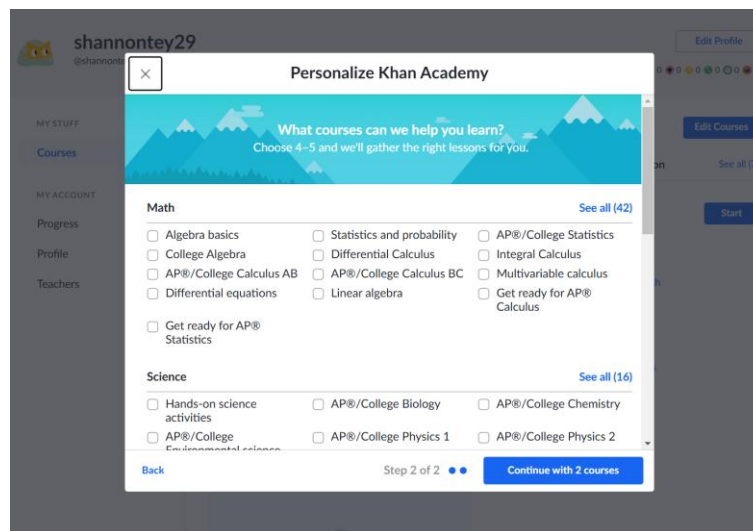 shannontey29
@shannonte
Edit Profile
Personalize Khan Academy
What courses can we help you learn?
Choose 4–5 and we'll gather the right lessons for you.
MY STUFF
Courses
MY ACCOUNT
Progress
Profile
Teachers
Edit Courses
See all
Start
Math
See all (42)
Algebra basics
Statistics and probability
AP®/College Statistics
College Algebra
Differential Calculus
Integral Calculus
AP®/College Calculus AB
AP®/College Calculus BC
Multivariable calculus
Differential equations
Linear algebra
Get ready for AP®
Calculus
Get ready for AP®
Statistics
Science
See all (16)
Hands-on science
activities
AP®/College Biology
AP®/College Chemistry
AP®/College
Environmental science
AP®/College Physics 1
AP®/College Physics 2
Back
Step 2 of 2
Continue with 2 courses